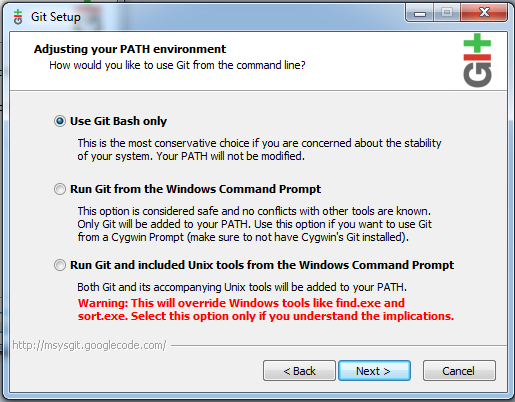 Git Setup
Adjusting your PATH environment
How would you like to use Git from the command line?
git
Use Git Bash only
This is the most conservative choice if you are concerned about the stability
of your system. Your PATH will not be modified.
Run Git from the Windows Command Prompt
This option is considered safe and no conflicts with other tools are known.
Only Git will be added to your PATH. Use this option if you want to use Git
from a Cygwin Prompt (make sure to not have Cygwin's Git installed).
Run Git and included Unix tools from the Windows Command Prompt
Both Git and its accompanying Unix tools will be added to your PATH.
Warning: This will override Windows tools like find.exe and
sort.exe. Select this option only if you understand the implications.
http://msysgit.googlecode.com/
< Back
Next >
Cancel